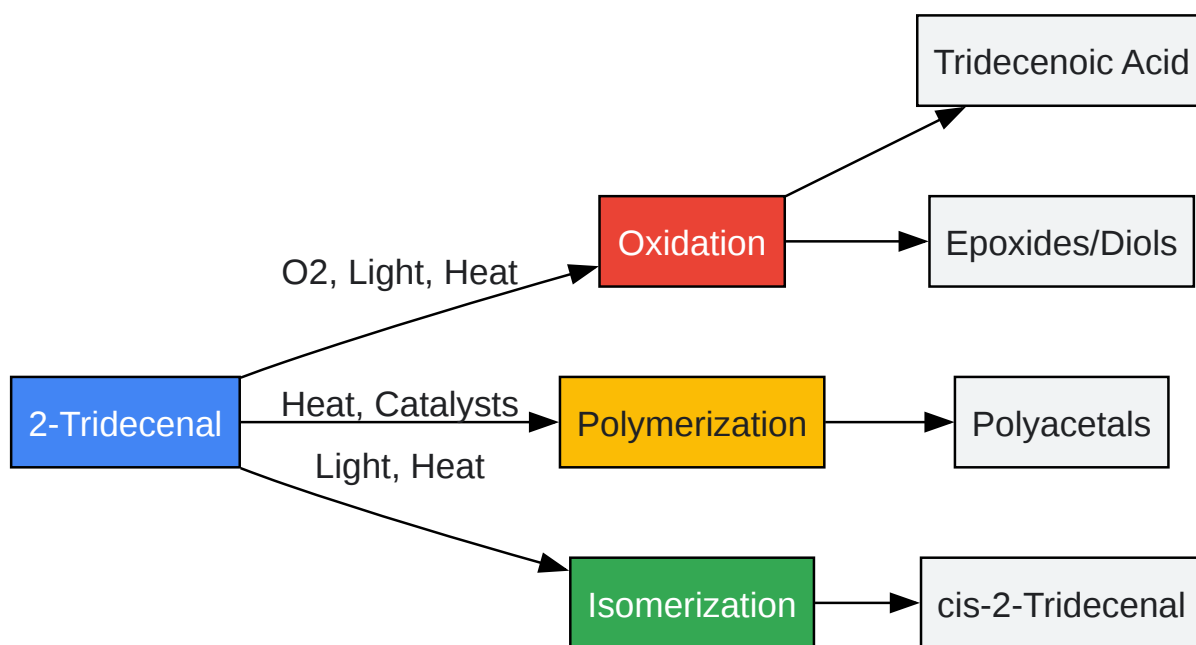 Tridecenoic Acid
Oxidation
Epoxides/Diols
O2, Light, Heat
2-Tridecenal
Heat, Catalysts
Polymerization
Polyacetals
Light, Heat
Isomerization
cis-2-Tridecenal